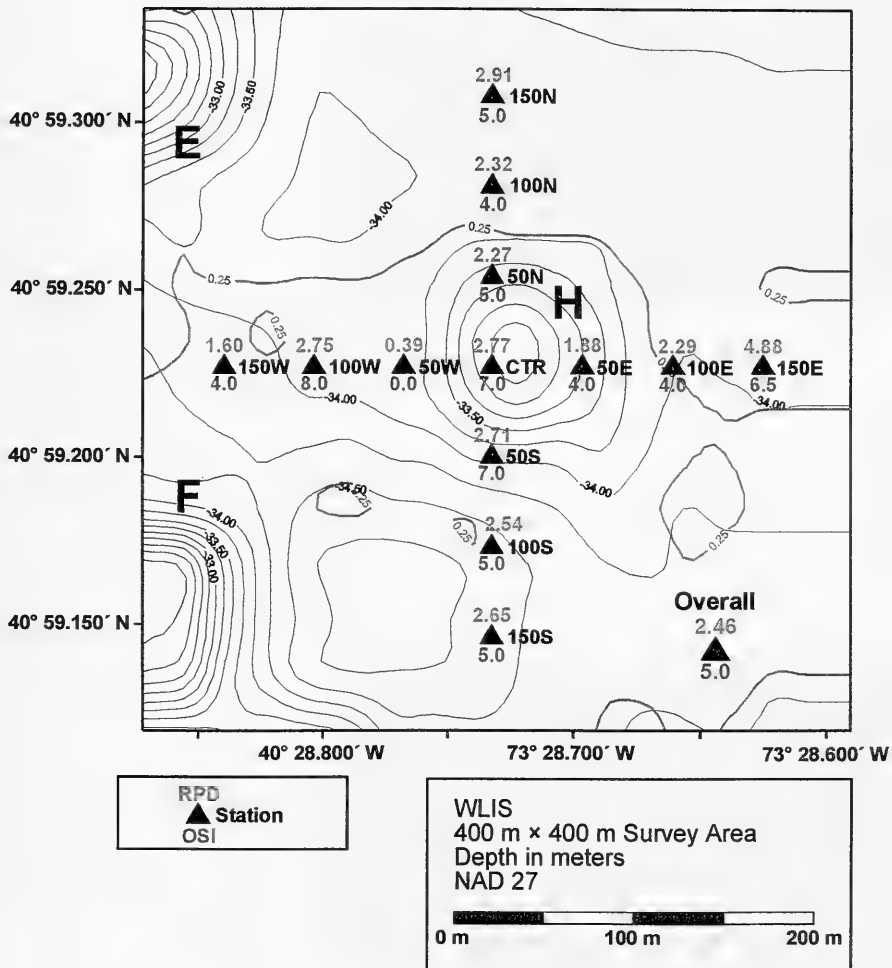 2.91
150N
5.0
-33.00
-33.50
40° 59.300´ N
E
2.32
100N
4.0
-34.00
0.25
2.27
50N
5.0
H
0.25
0.25
40° 59.250´ N
0.25
1.60
150W
4.0
2.75
100W
8.0
0.39
50W
0.0
2.77
CTR
7.0
1.88
50E
4.0
2.29
100E
4.0
4.88
150E
6.5
-34.00
-33.50
-34.00
40° 59.200´ N
2.71
50S
7.0
F
-34.00
-33.50
-33.00
-34.50
0.25
-34.00
0.25
2.54
100S
5.0
0.25
40° 59.150´ N
2.65
150S
5.0
Overall
2.46
5.0
40° 28.800´ W
73° 28.700´ W
73° 28.600´ W
RPD
Station
OSI
WLIS
400 m × 400 m Survey Area
Depth in meters
NAD 27
0 m
100 m
200 m